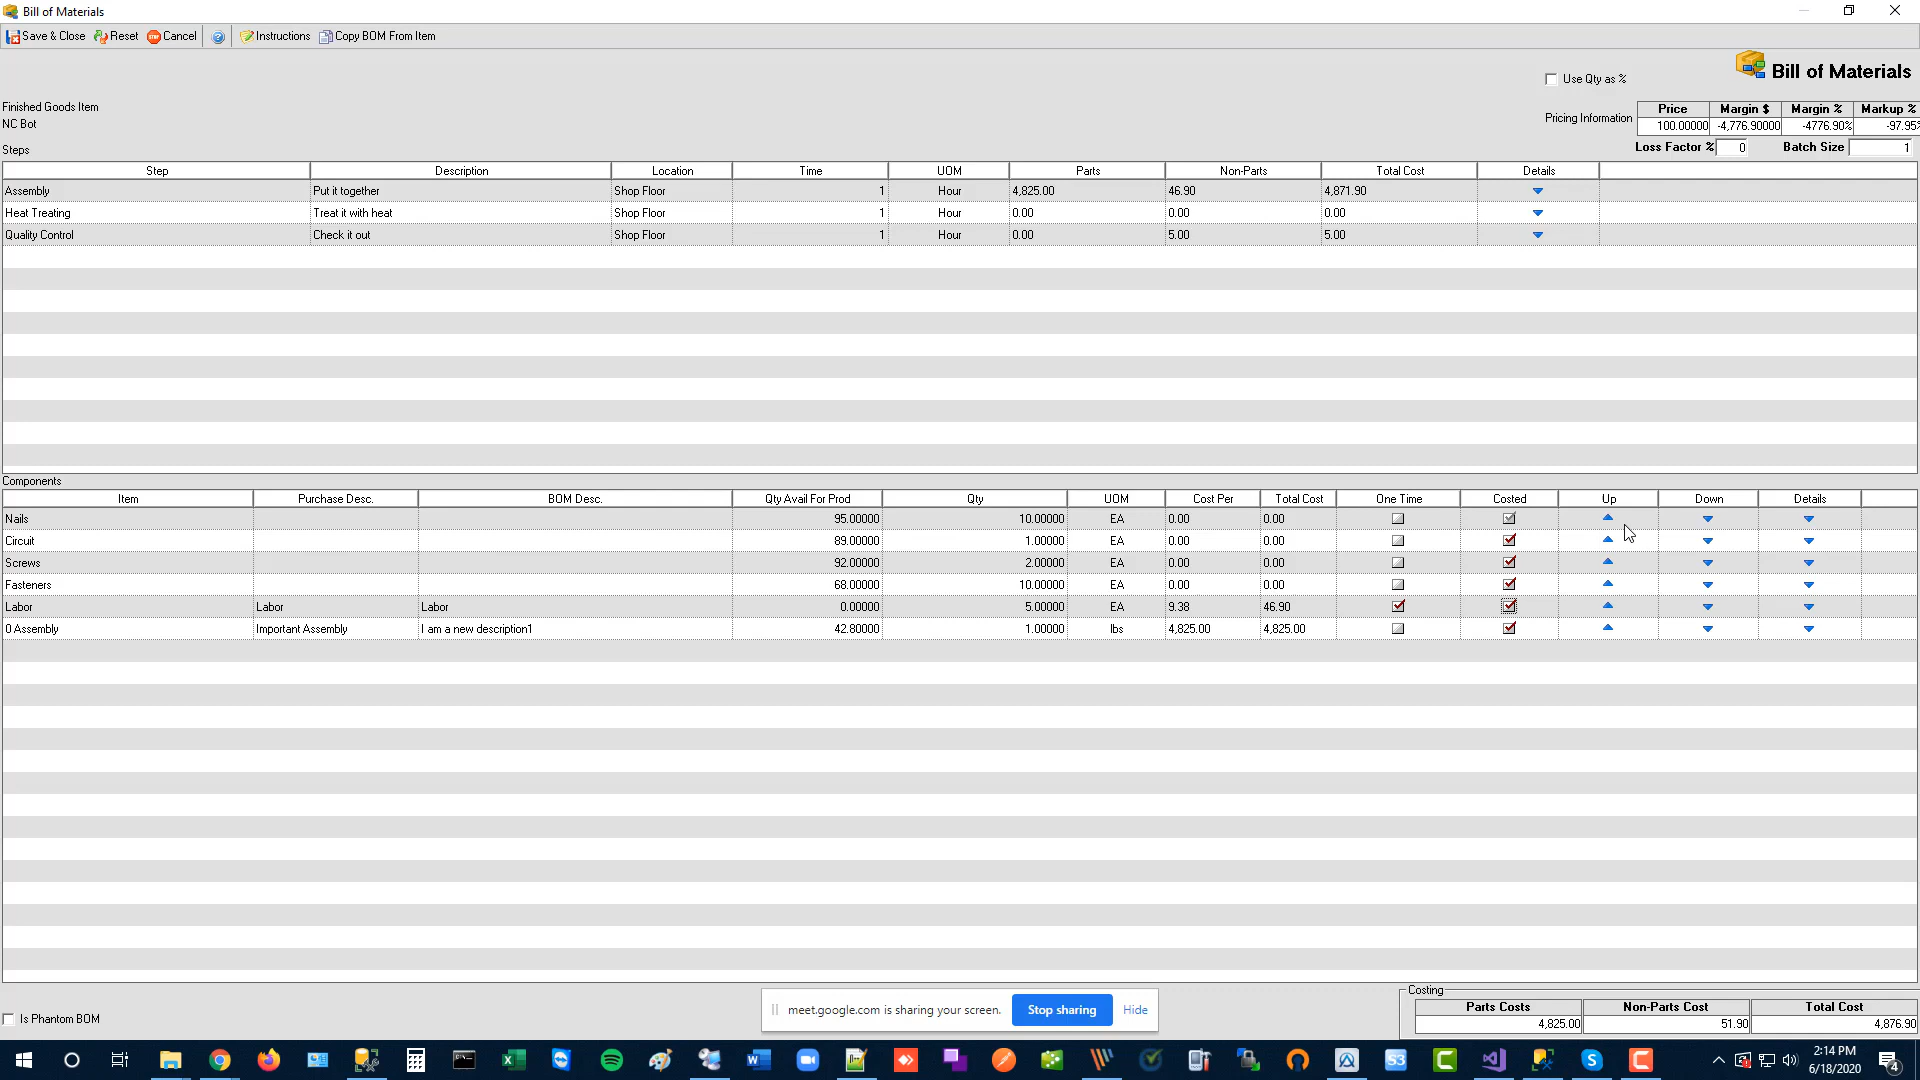 Bill of Materials
Save & Close Reset Cancel Instructions Copy BOM From Item
Use Qty as %
Bill of Materials
Finished Goods Item
NC Bot
Pricing Information
Price Margin $ Margin % Markup %
100.00000 -4,776.90000 -4776.90% -97.95%
Loss Factor % 0 Batch Size 1
Steps
Step Description Location Time UOM Parts Non-Parts Total Cost Details
Assembly Put it together Shop Floor 1 Hour 4,825.00 46.90 4,871.90
Heat Treating Treat it with heat Shop Floor 1 Hour 0.00 0.00 0.00
Quality Control Check it out Shop Floor 1 Hour 0.00 5.00 5.00
Components
Item Purchase Desc. BOM Desc. Qty Avail For Prod Qty UOM Cost Per Total Cost One Time Costed Up Down Details
Nails 95.00000 10.00000 EA 0.00 0.00
Circuit 89.00000 1.00000 EA 0.00 0.00
Screws 92.00000 2.00000 EA 0.00 0.00
Fasteners 68.00000 10.00000 EA 0.00 0.00
Labor Labor Labor 0.00000 5.00000 EA 9.38 46.90
0 Assembly Important Assembly I am a new description1 42.80000 1.00000 lbs 4,825.00 4,825.00
Is Phantom BOM
meet.google.com is sharing your screen. Stop sharing Hide
Costing
Parts Costs Non-Parts Cost Total Cost
4,825.00 51.90 4,876.90
S3
2:14 PM
6/18/2020
4